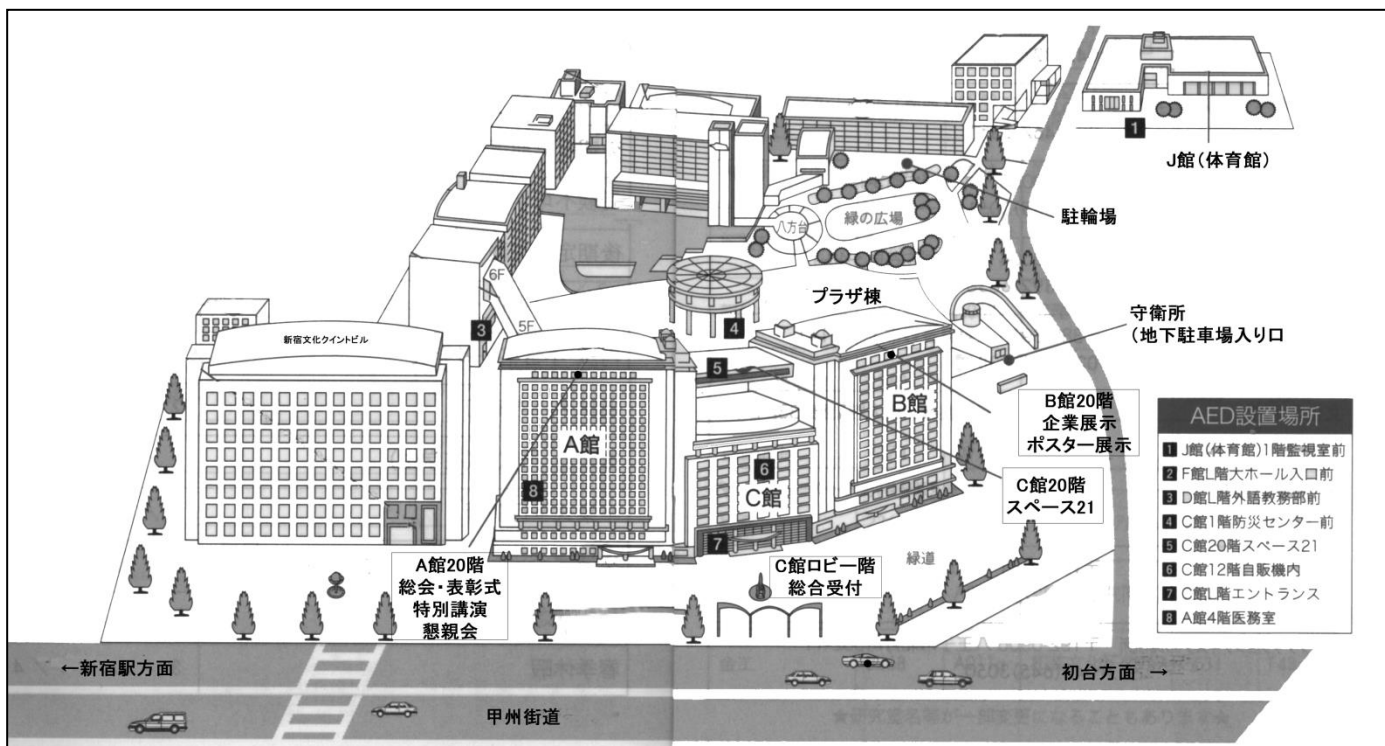 1
J館(体育館)
駐輪場
緑の広場
八方台
6F
5F
プラザ棟
守衛所
(地下駐車場入り口
3
4
新宿文化クイントビル
5
A館
B館
B館20階
企業展示
ポスター展示
6
C館
8
C館20階
スペース21
7
A館20階
総会・表彰式
特別講演
懇親会
C館ロビー階
総合受付
緑道
AED設置場所
1 J館(体育館)1階監視室前
2 F館L階大ホール入口前
3 D館L階外語教務部前
4 C館1階防災センター前
5 C館20階スペース21
6 C館12階自販機内
7 C館L階エントランス
8 A館4階医務室
←新宿駅方面
初台方面 →
甲州街道